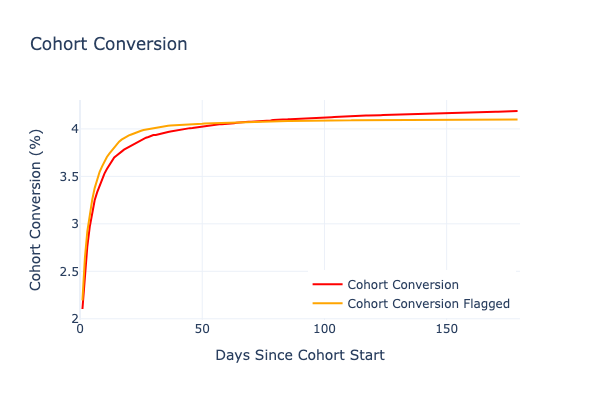 Cohort Conversion
Cohort Conversion (%)
4
3.5
3
2.5
2
0
50
100
150
Days Since Cohort Start
Cohort Conversion
Cohort Conversion Flagged